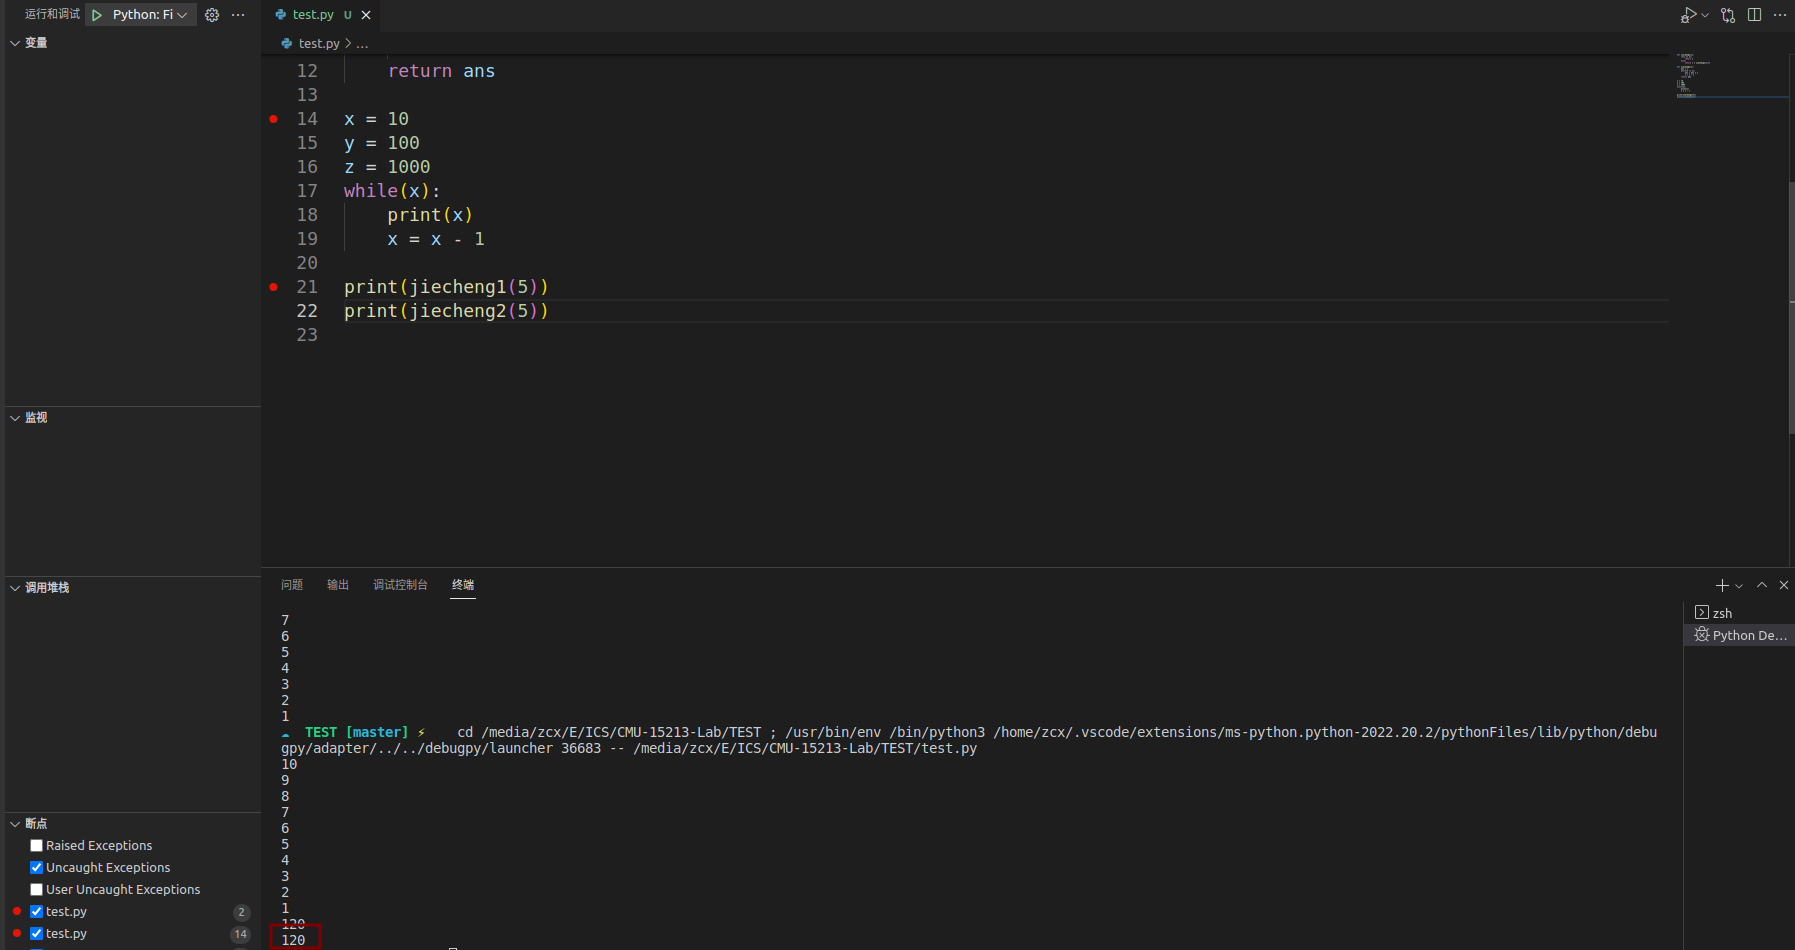 运行和调试 Python: Fi
变量
监视
调用堆栈
断点
Raised Exceptions
Uncaught Exceptions
User Uncaught Exceptions
test.py 2
test.py 14
test.py U
test.py > ...
12 return ans
13
14 x = 10
15 y = 100
16 z = 1000
17 while(x):
18 print(x)
19 x = x - 1
20
21 print(jiecheng1(5))
22 print(jiecheng2(5))
23
问题 输出 调试控制台 终端
7
6
5
4
3
2
1
TEST [master] ⚡ cd /media/zcx/E/ICS/CMU-15213-Lab/TEST ; /usr/bin/env /bin/python3 /home/zcx/.vscode/extensions/ms-python.python-2022.20.2/pythonFiles/lib/python/debu
gpy/adapter/../../debugpy/launcher 36683 -- /media/zcx/E/ICS/CMU-15213-Lab/TEST/test.py
10
9
8
7
6
5
4
3
2
1
120
120
zsh
Python De...